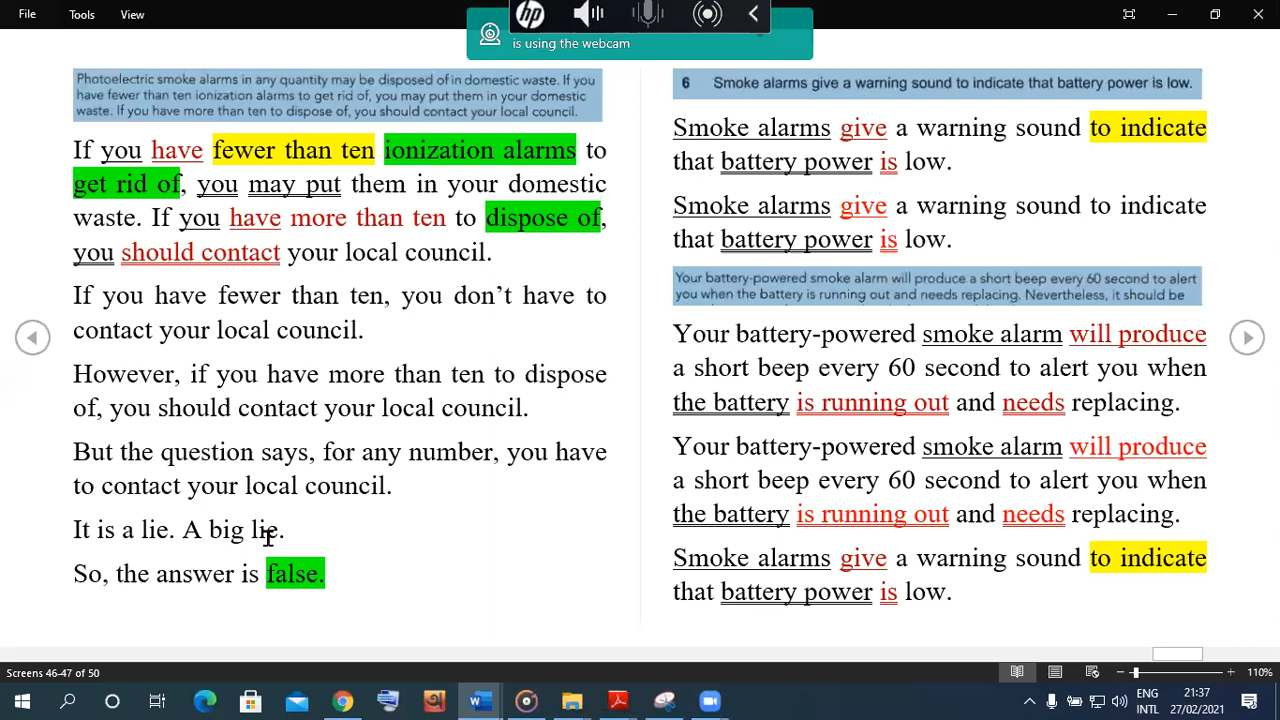 File Tools View
hp
is using the webcam
Photoelectric smoke alarms in any quantity may be disposed of in domestic waste. If you
have fewer than ten ionization alarms to get rid of, you may put them in your domestic
waste. If you have more than ten to dispose of, you should contact your local council.
If you have fewer than ten ionization alarms to
get rid of, you may put them in your domestic
waste. If you have more than ten to dispose of,
you should contact your local council.
If you have fewer than ten, you don't have to
contact your local council.
However, if you have more than ten to dispose
of, you should contact your local council.
But the question says, for any number, you have
to contact your local council.
It is a lie. A big lie.
So, the answer is false.
6 Smoke alarms give a warning sound to indicate that battery power is low.
Smoke alarms give a warning sound to indicate
that battery power is low.
Smoke alarms give a warning sound to indicate
that battery power is low.
Your battery-powered smoke alarm will produce a short beep every 60 second to alert
you when the battery is running out and needs replacing. Nevertheless, it should be
Your battery-powered smoke alarm will produce
a short beep every 60 second to alert you when
the battery is running out and needs replacing.
Your battery-powered smoke alarm will produce
a short beep every 60 second to alert you when
the battery is running out and needs replacing.
Smoke alarms give a warning sound to indicate
that battery power is low.
Screens 46-47 of 50
110%
ENG
INTL
21:37
27/02/2021